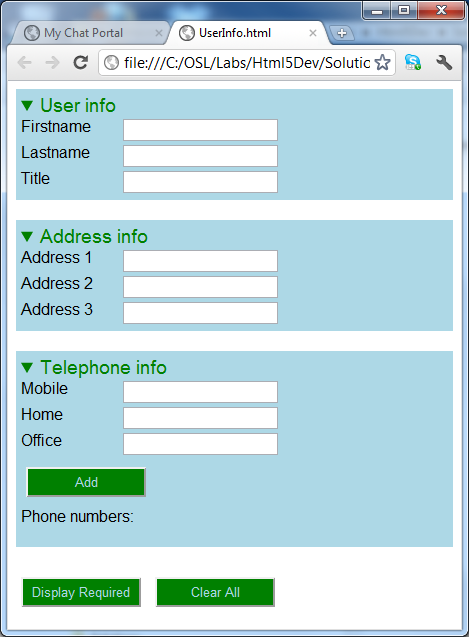 My Chat Portal
UserInfo.html
file:///C:/OSL/Labs/Html5Dev/Solutic
User info
Firstname
Lastname
Title
Address info
Address 1
Address 2
Address 3
Telephone info
Mobile
Home
Office
Add
Phone numbers:
Display Required
Clear All